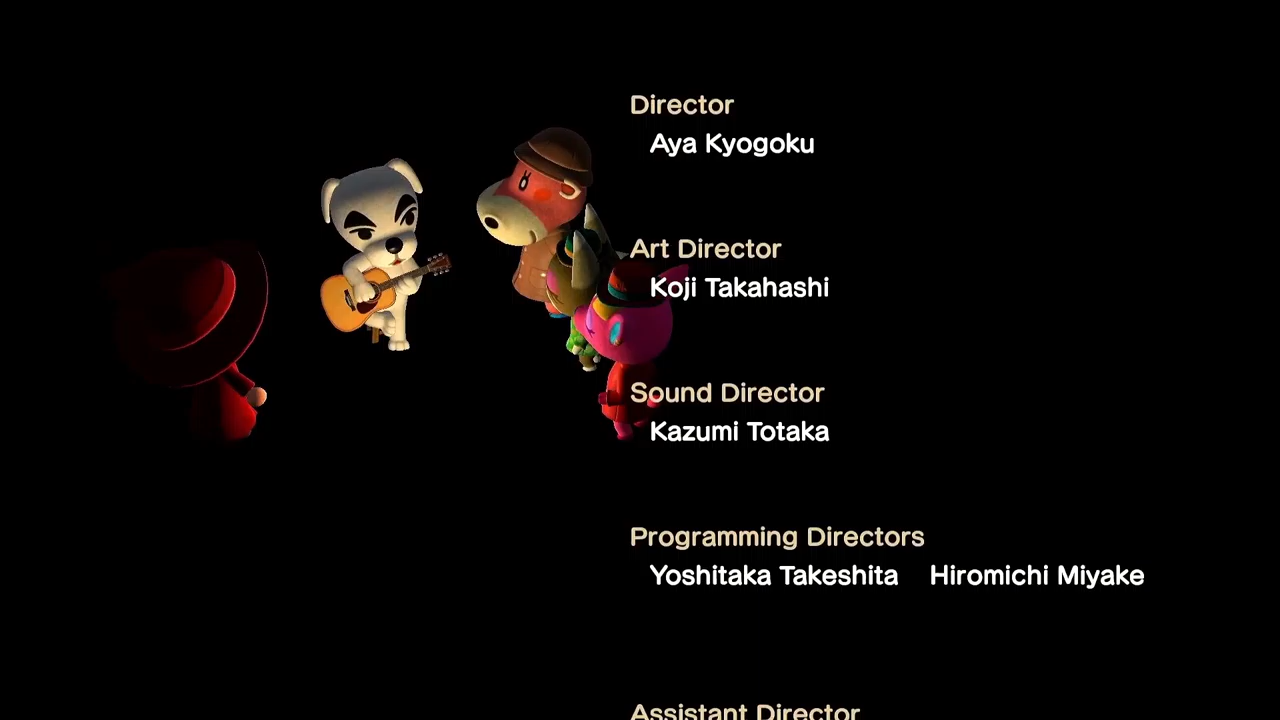 Director
Aya Kyogoku
Art Director
Koji Takahashi
Sound Director
Kazumi Totaka
Programming Directors
Yoshitaka Takeshita Hiromichi Miyake
Assistant Director